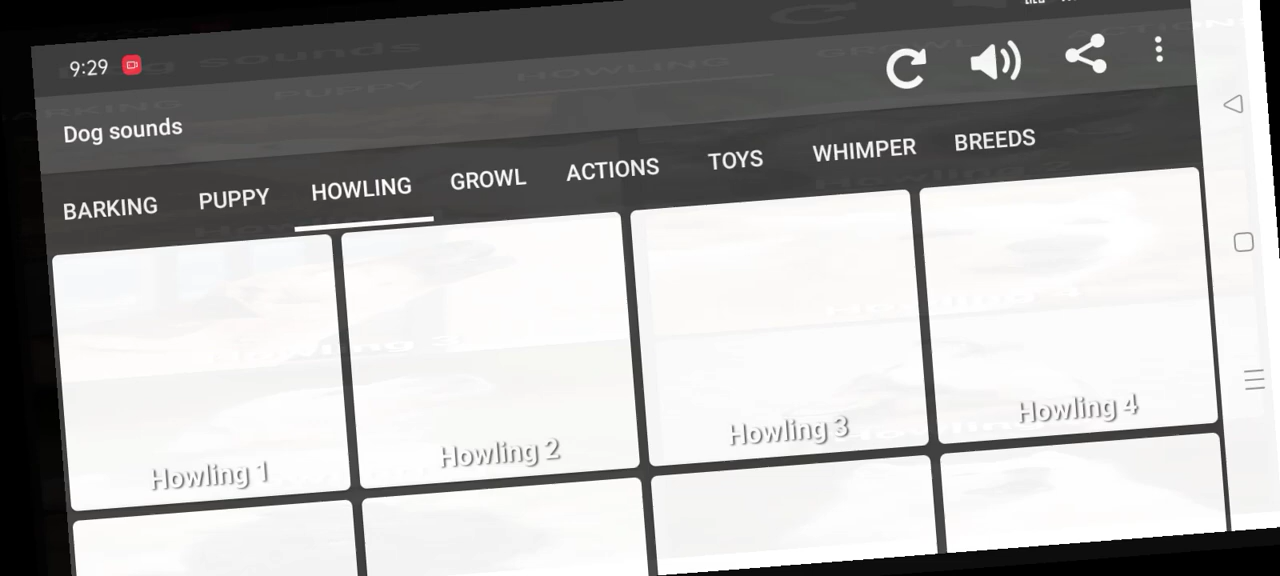 9:29
Dog sounds
BARKING PUPPY HOWLING GROWL ACTIONS TOYS WHIMPER BREEDS
Howling 1 Howling 2 Howling 3 Howling 4